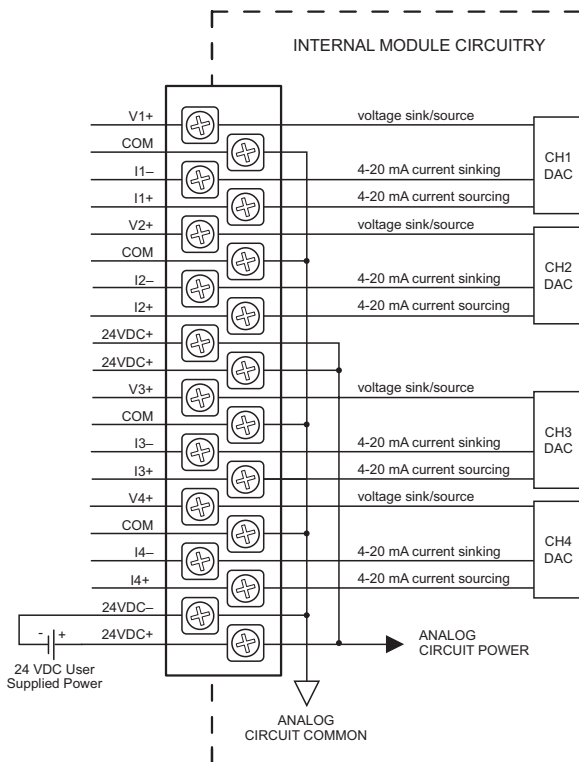 INTERNAL MODULE CIRCUITRY
V1+
voltage sink/source
COM
I1–
4-20 mA current sinking
I1+
4-20 mA current sourcing
CH1
DAC
V2+
voltage sink/source
COM
I2–
4-20 mA current sinking
I2+
4-20 mA current sourcing
CH2
DAC
24VDC+
24VDC+
V3+
voltage sink/source
COM
I3–
4-20 mA current sinking
I3+
4-20 mA current sourcing
CH3
DAC
V4+
voltage sink/source
COM
I4–
4-20 mA current sinking
I4+
4-20 mA current sourcing
CH4
DAC
24VDC–
24VDC+
- +
24 VDC User
Supplied Power
ANALOG
CIRCUIT POWER
ANALOG
CIRCUIT COMMON